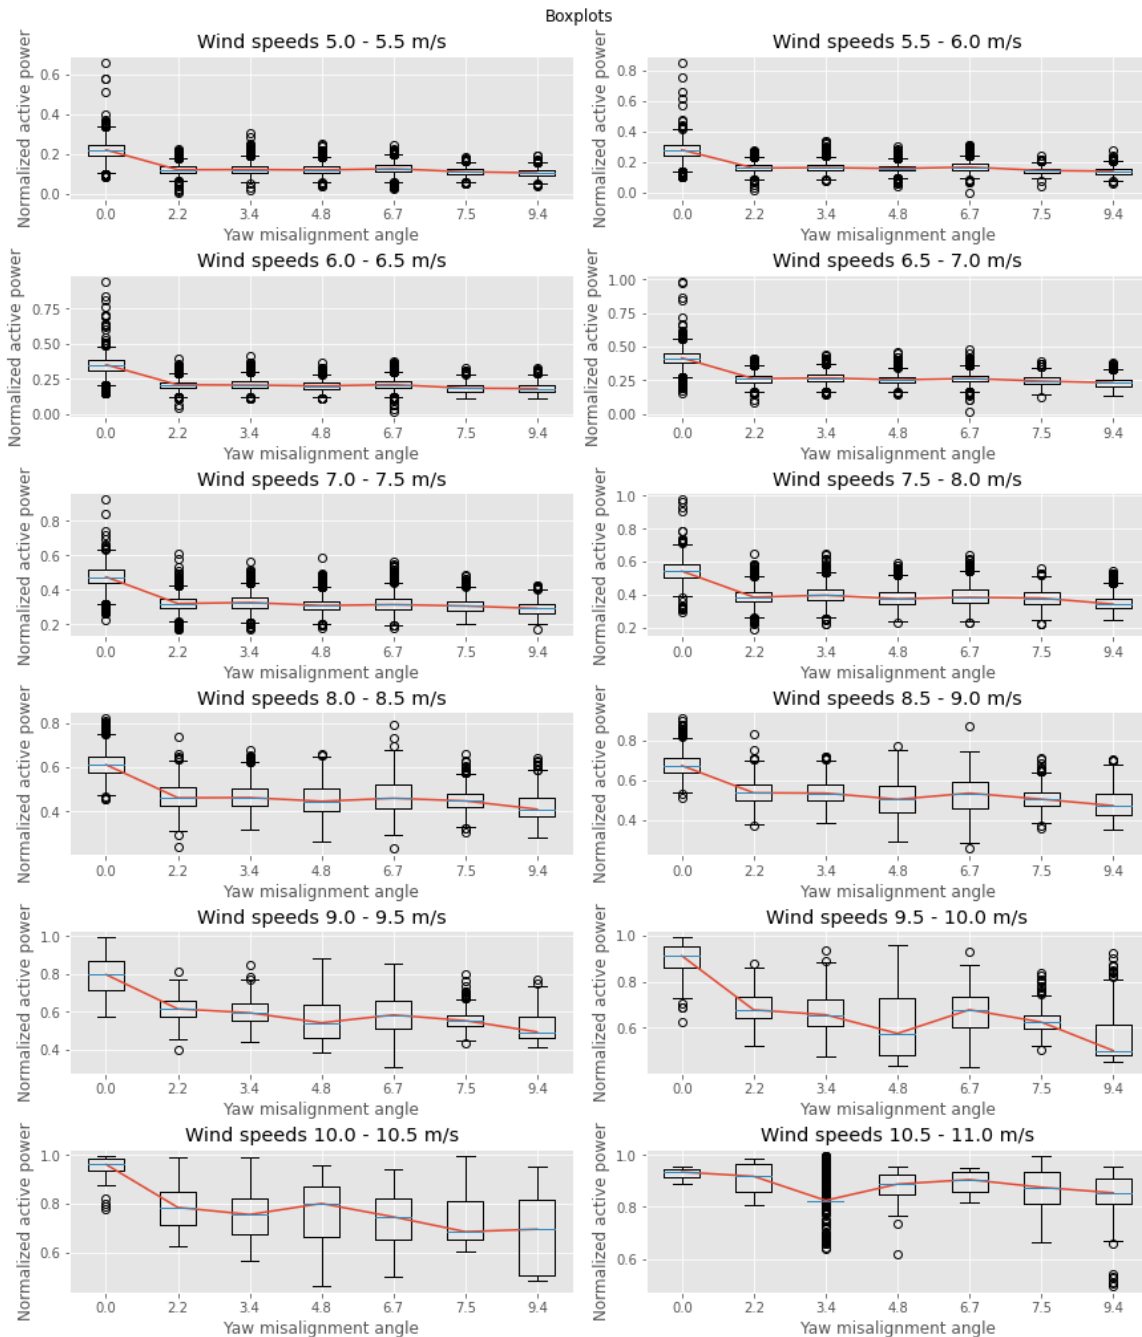 Boxplots
Wind speeds 5.0 - 5.5 m/s
Normalized active power
0.6
0.4
0.2
0.0
0.0 2.2 3.4 4.8 6.7 7.5 9.4
Yaw misalignment angle
Wind speeds 5.5 - 6.0 m/s
Normalized active power
0.8
0.6
0.4
0.2
0.0
0.0 2.2 3.4 4.8 6.7 7.5 9.4
Yaw misalignment angle
Wind speeds 6.0 - 6.5 m/s
Normalized active power
0.75
0.50
0.25
0.00
0.0 2.2 3.4 4.8 6.7 7.5 9.4
Yaw misalignment angle
Wind speeds 6.5 - 7.0 m/s
Normalized active power
1.00
0.75
0.50
0.25
0.00
0.0 2.2 3.4 4.8 6.7 7.5 9.4
Yaw misalignment angle
Wind speeds 7.0 - 7.5 m/s
Normalized active power
0.8
0.6
0.4
0.2
0.0 2.2 3.4 4.8 6.7 7.5 9.4
Yaw misalignment angle
Wind speeds 7.5 - 8.0 m/s
Normalized active power
1.0
0.8
0.6
0.4
0.2
0.0 2.2 3.4 4.8 6.7 7.5 9.4
Yaw misalignment angle
Wind speeds 8.0 - 8.5 m/s
Normalized active power
0.8
0.6
0.4
0.0 2.2 3.4 4.8 6.7 7.5 9.4
Yaw misalignment angle
Wind speeds 8.5 - 9.0 m/s
Normalized active power
0.8
0.6
0.4
0.0 2.2 3.4 4.8 6.7 7.5 9.4
Yaw misalignment angle
Wind speeds 9.0 - 9.5 m/s
Normalized active power
1.0
0.8
0.6
0.4
0.0 2.2 3.4 4.8 6.7 7.5 9.4
Yaw misalignment angle
Wind speeds 9.5 - 10.0 m/s
Normalized active power
1.0
0.8
0.6
0.0 2.2 3.4 4.8 6.7 7.5 9.4
Yaw misalignment angle
Wind speeds 10.0 - 10.5 m/s
Normalized active power
1.0
0.8
0.6
0.0 2.2 3.4 4.8 6.7 7.5 9.4
Yaw misalignment angle
Wind speeds 10.5 - 11.0 m/s
Normalized active power
1.0
0.8
0.6
0.0 2.2 3.4 4.8 6.7 7.5 9.4
Yaw misalignment angle